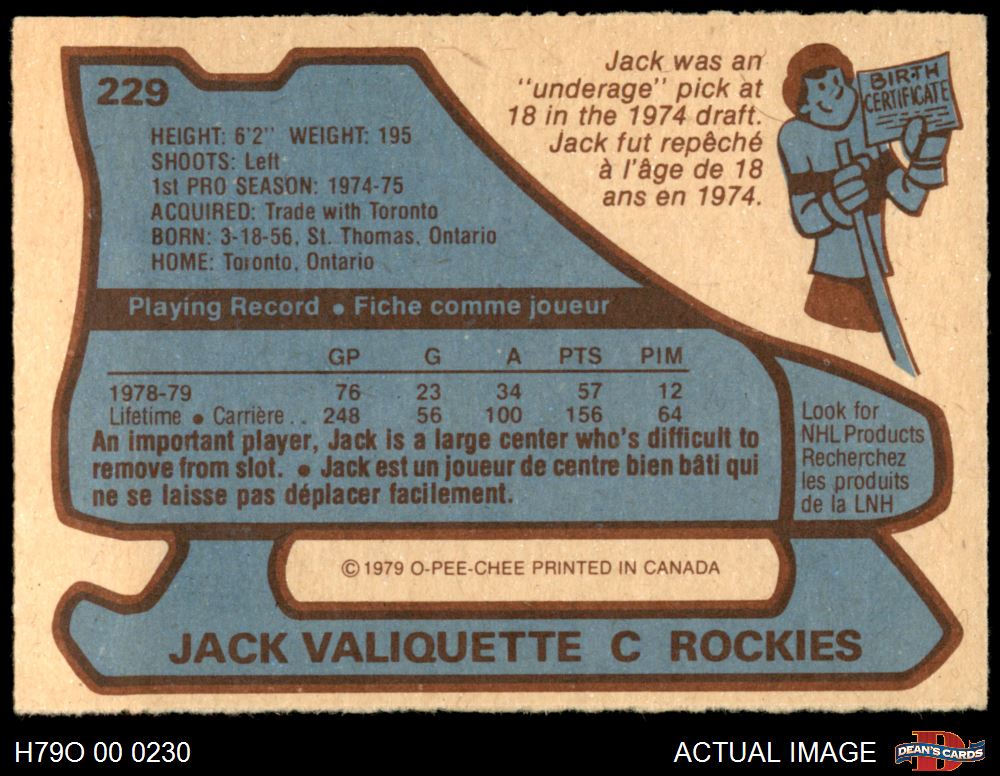 229
HEIGHT: 6'2" WEIGHT: 195
SHOOTS: Left
1st PRO SEASON: 1974-75
ACQUIRED: Trade with Toronto
BORN: 3-18-56, St. Thomas, Ontario
HOME: Toronto, Ontario
Jack was an
"underage" pick at
18 in the 1974 draft.
Jack fut repêché
à l'âge de 18
ans en 1974.
BIRTH
CERTIFICATE
Playing Record • Fiche comme joueur
GP G A PTS PIM
1978-79 76 23 34 57 12
Lifetime • Carrière . . 248 56 100 156 64
An important player, Jack is a large center who's difficult to
remove from slot. • Jack est un joueur de centre bien bâti qui
ne se laisse pas déplacer facilement.
Look for
NHL Products
Recherchez
les produits
de la LNH
© 1979 O-PEE-CHEE PRINTED IN CANADA
JACK VALIQUETTE C ROCKIES
H79O 00 0230
ACTUAL IMAGE
DEAN'S CARDS